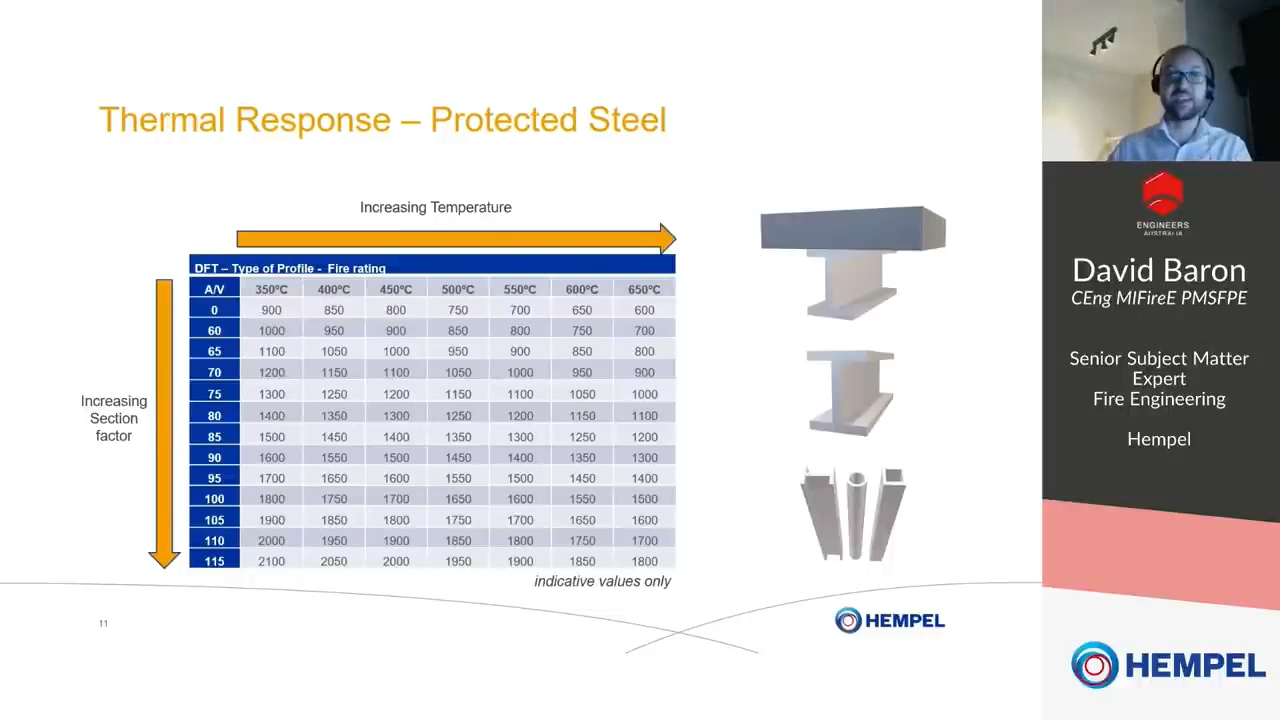 Thermal Response – Protected Steel
Increasing Temperature
DFT – Type of Profile - Fire rating
A/V 350ºC 400ºC 450ºC 500ºC 550ºC 600ºC 650ºC
0 900 850 800 750 700 650 600
60 1000 950 900 850 800 750 700
65 1100 1050 1000 950 900 850 800
70 1200 1150 1100 1050 1000 950 900
75 1300 1250 1200 1150 1100 1050 1000
80 1400 1350 1300 1250 1200 1150 1100
85 1500 1450 1400 1350 1300 1250 1200
90 1600 1550 1500 1450 1400 1350 1300
95 1700 1650 1600 1550 1500 1450 1400
100 1800 1750 1700 1650 1600 1550 1500
105 1900 1850 1800 1750 1700 1650 1600
110 2000 1950 1900 1850 1800 1750 1700
115 2100 2050 2000 1950 1900 1850 1800
Increasing
Section
factor
indicative values only
11
HEMPEL
ENGINEERS
AUSTRALIA
David Baron
CEng MIFireE PMSFPE
Senior Subject Matter
Expert
Fire Engineering
Hempel
HEMPEL